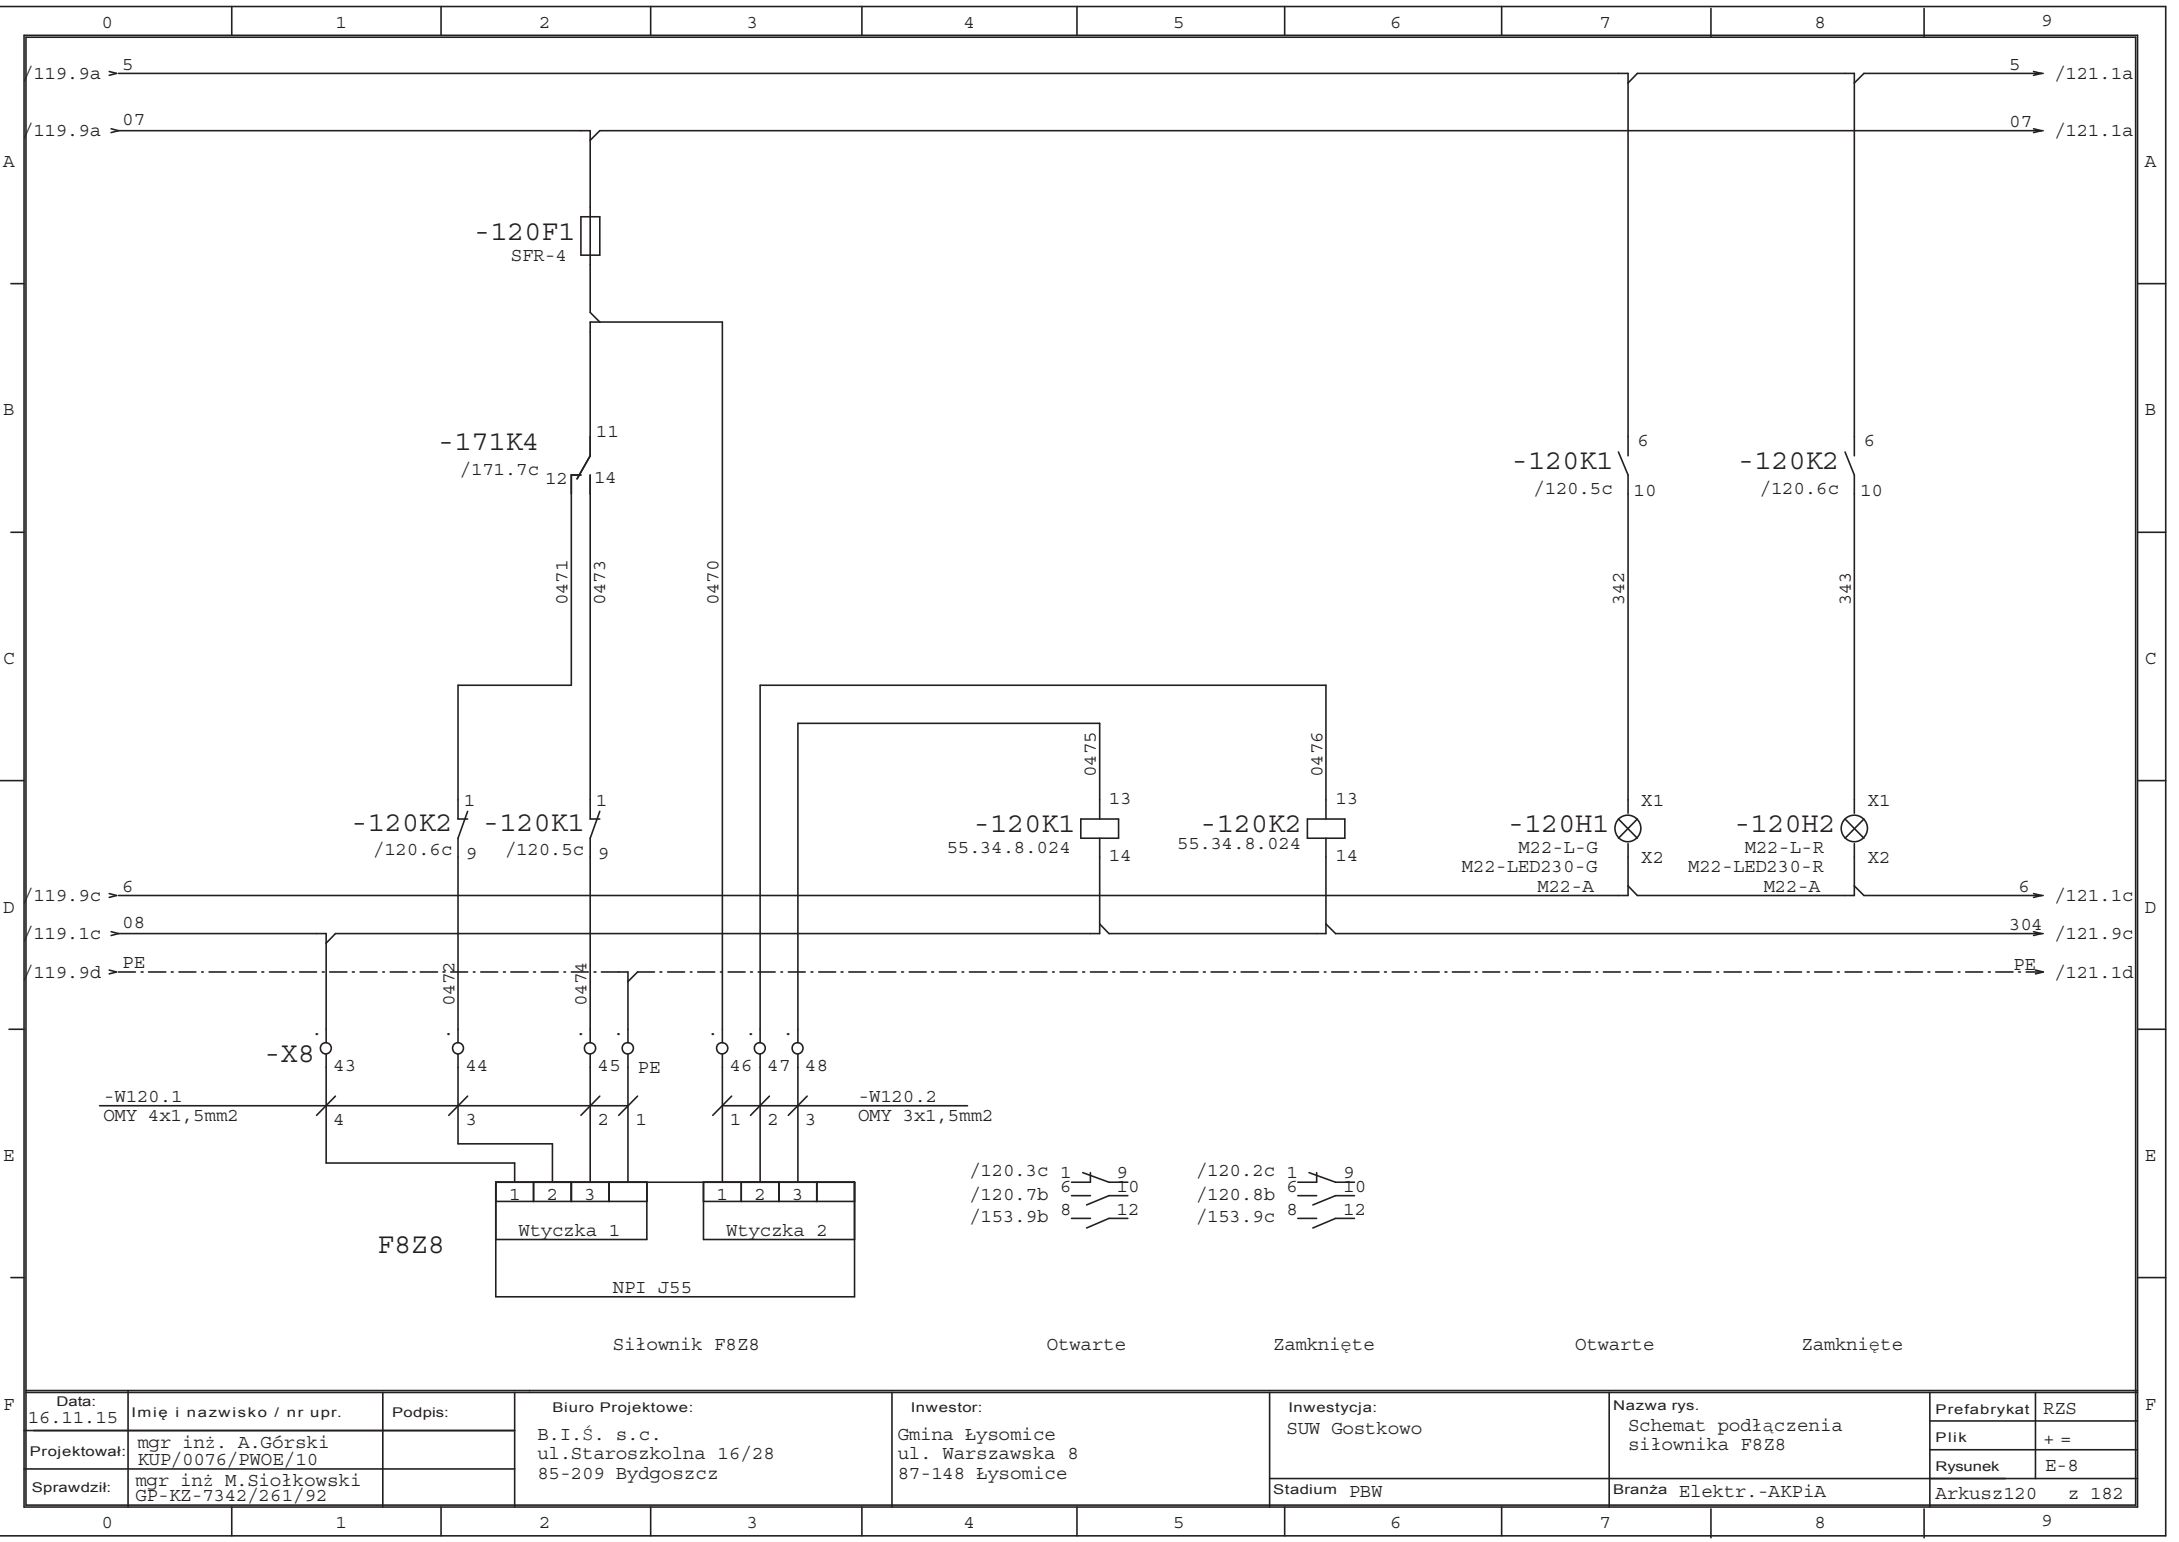 0 1 2 3 4 5 6 7 8 9
/119.9a 5 5 /121.1a
/119.9a 07 07 /121.1a
A A
-120F1
SFR-4
B B
-171K4 11
/171.7c 12 14
-120K1 6
/120.5c 10
-120K2 6
/120.6c 10
0471 0473 0470 342 343
C C
0475 0476
-120K2 1
/120.6c 9
-120K1 1
/120.5c 9
-120K1 13
55.34.8.024 14
-120K2 13
55.34.8.024 14
-120H1 X1
M22-L-G X2
M22-LED230-G
M22-A
-120H2 X1
M22-L-R X2
M22-LED230-R
M22-A
/119.9c 6 6 /121.1c
D D
/119.1c 08 304 /121.9c
/119.9d PE PE /121.1d
0472 0474
-X8 43 44 45 PE 46 47 48
-W120.1
OMY 4x1,5mm2
4 3 2 1 1 2 3
-W120.2
OMY 3x1,5mm2
E E
/120.3c 1 9
/120.7b 6 10
/153.9b 8 12
/120.2c 1 9
/120.8b 6 10
/153.9c 8 12
1 2 3 1 2 3
Wtyczka 1 Wtyczka 2
F8Z8
NPI J55
Siłownik F8Z8 Otwarte Zamknięte Otwarte Zamknięte
F F
Data:
16.11.15
Imię i nazwisko / nr upr.
Podpis:
Projektował:
mgr inż. A.Górski
KUP/0076/PWOE/10
Sprawdził:
mgr inż M.Siołkowski
GP-KZ-7342/261/92
Biuro Projektowe:
B.I.Ś. s.c.
ul.Staroszkolna 16/28
85-209 Bydgoszcz
Inwestor:
Gmina Łysomice
ul. Warszawska 8
87-148 Łysomice
Inwestycja:
SUW Gostkowo
Stadium PBW
Nazwa rys.
Schemat podłączenia
siłownika F8Z8
Branża Elektr.-AKPiA
Prefabrykat RZS
Plik + =
Rysunek E-8
Arkusz120 z 182
0 1 2 3 4 5 6 7 8 9